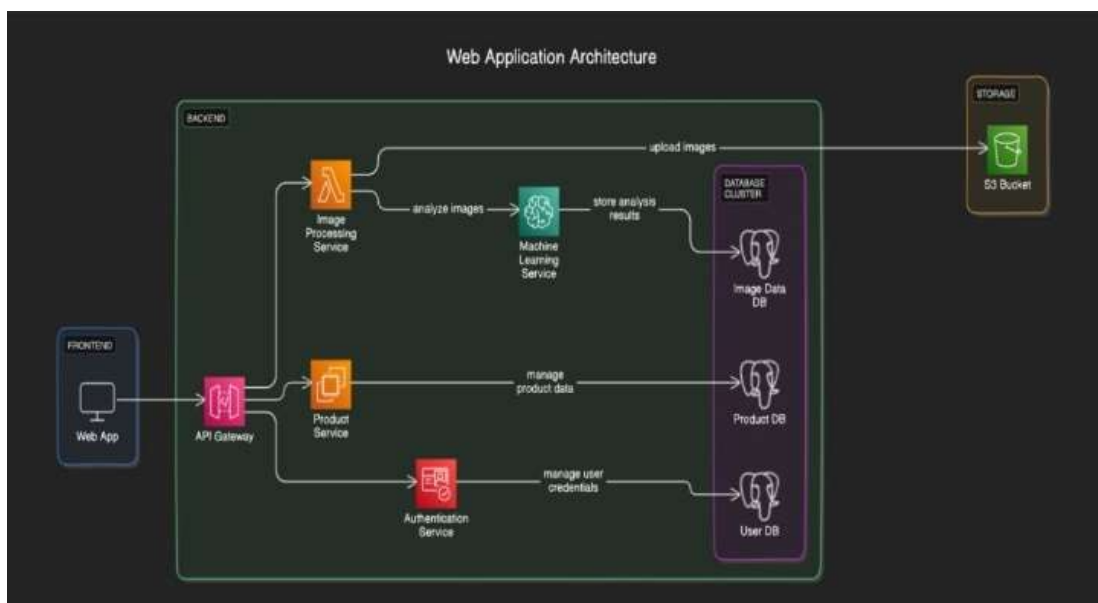 Web Application Architecture
STORAGE
BACKEND
upload images
S3 Bucket
DATABASE
CLUSTER
analyze images
store analysis
results
Image
Processing
Service
Machine
Learning
Service
Image Data
DB
FRONTEND
Web App
API Gateway
Product
Service
manage
product data
Product DB
Authentication
Service
manage user
credentials
User DB